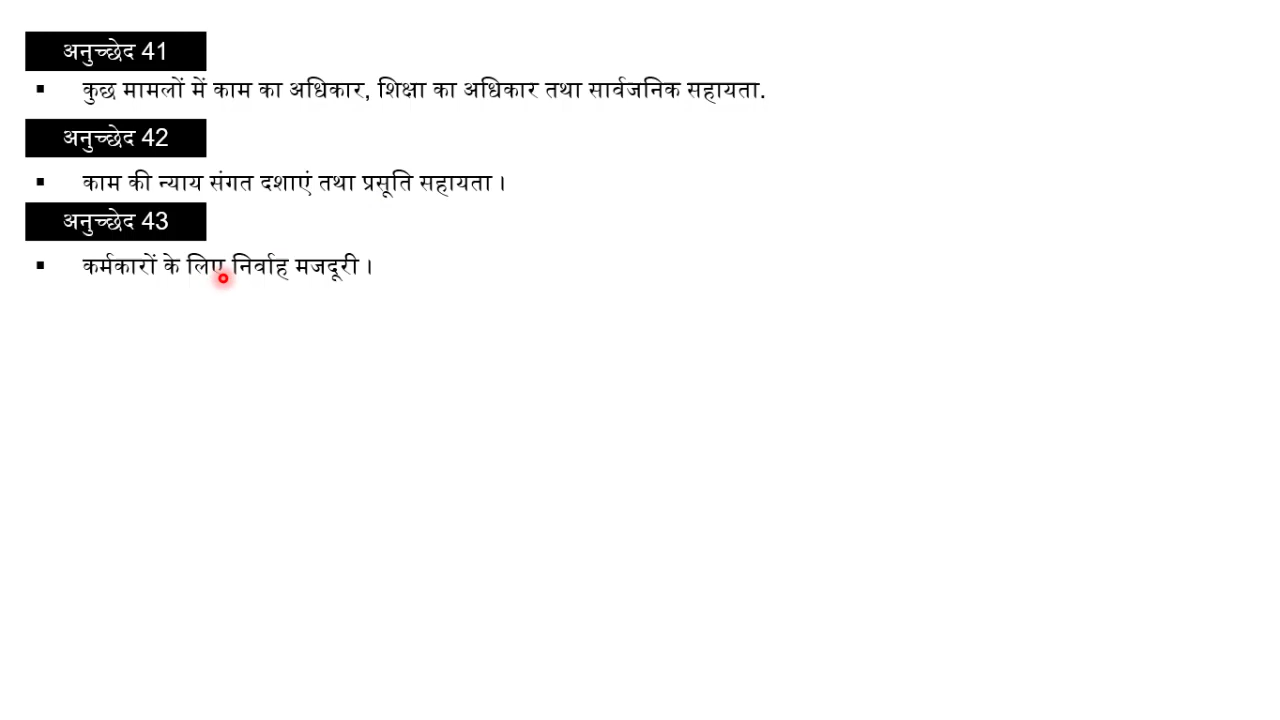 अनुच्छेद 41
▪ कुछ मामलों में काम का अधिकार, शिक्षा का अधिकार तथा सार्वजनिक सहायता.
अनुच्छेद 42
▪ काम की न्याय संगत दशाएं तथा प्रसूति सहायता ।
अनुच्छेद 43
▪ कर्मकारों के लिए निर्वाह मजदूरी ।